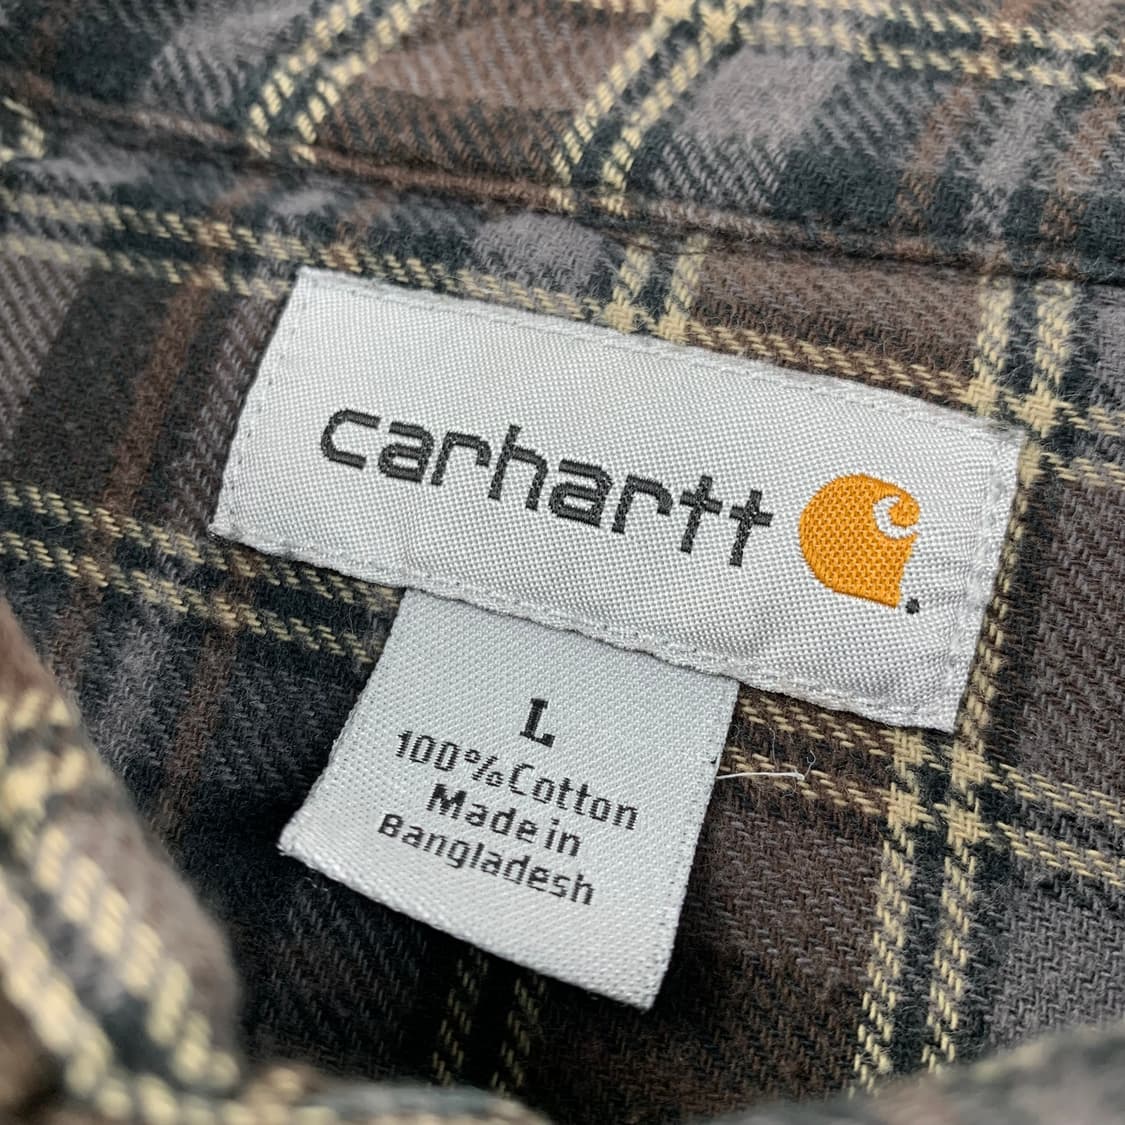 carhartt
L
100% Cotton
Made in
Bangladesh